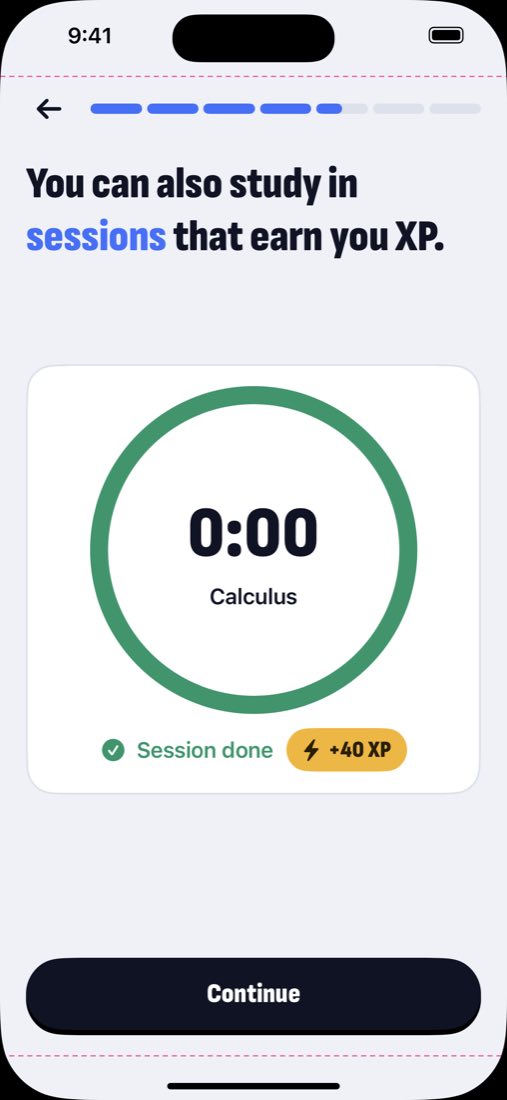 9:41
You can also study in
sessions that earn you XP.
0:00
Calculus
Session done
+40 XP
Continue